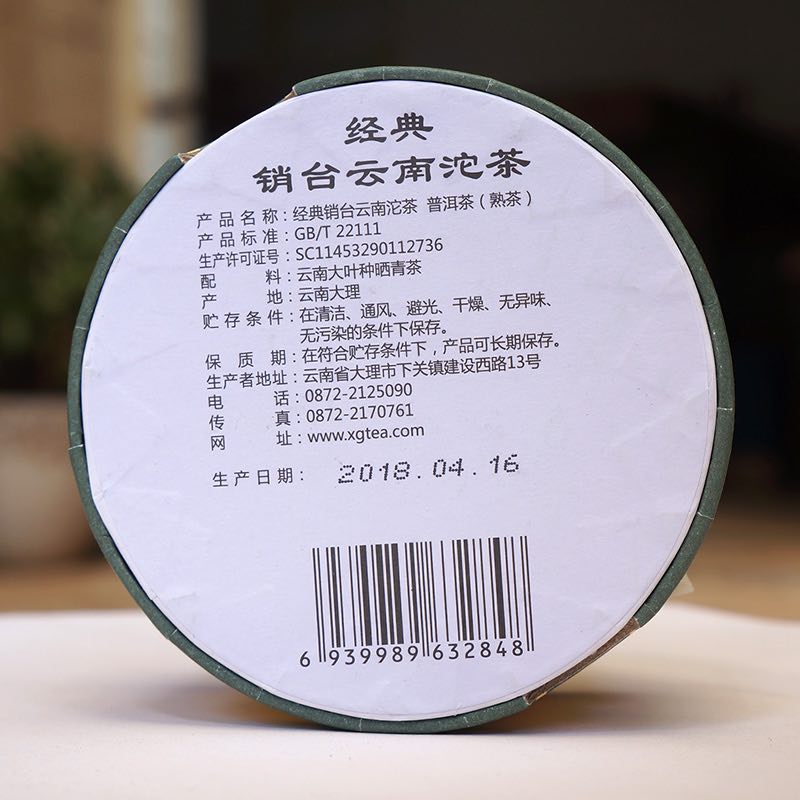 经典
销台云南沱茶
产品名称：经典销台云南沱茶 普洱茶（熟茶）
产品标准：GB/T 22111
生产许可证号：SC11453290112736
配料：云南大叶种晒青茶
产地：云南大理
贮存条件：在清洁、通风、避光、干燥、无异味、
无污染的条件下保存。
保质期：在符合贮存条件下，产品可长期保存。
生产者地址：云南省大理市下关镇建设西路13号
电话：0872-2125090
传真：0872-2170761
网址：www.xgtea.com
生产日期：2018.04.16
6 939989 632848